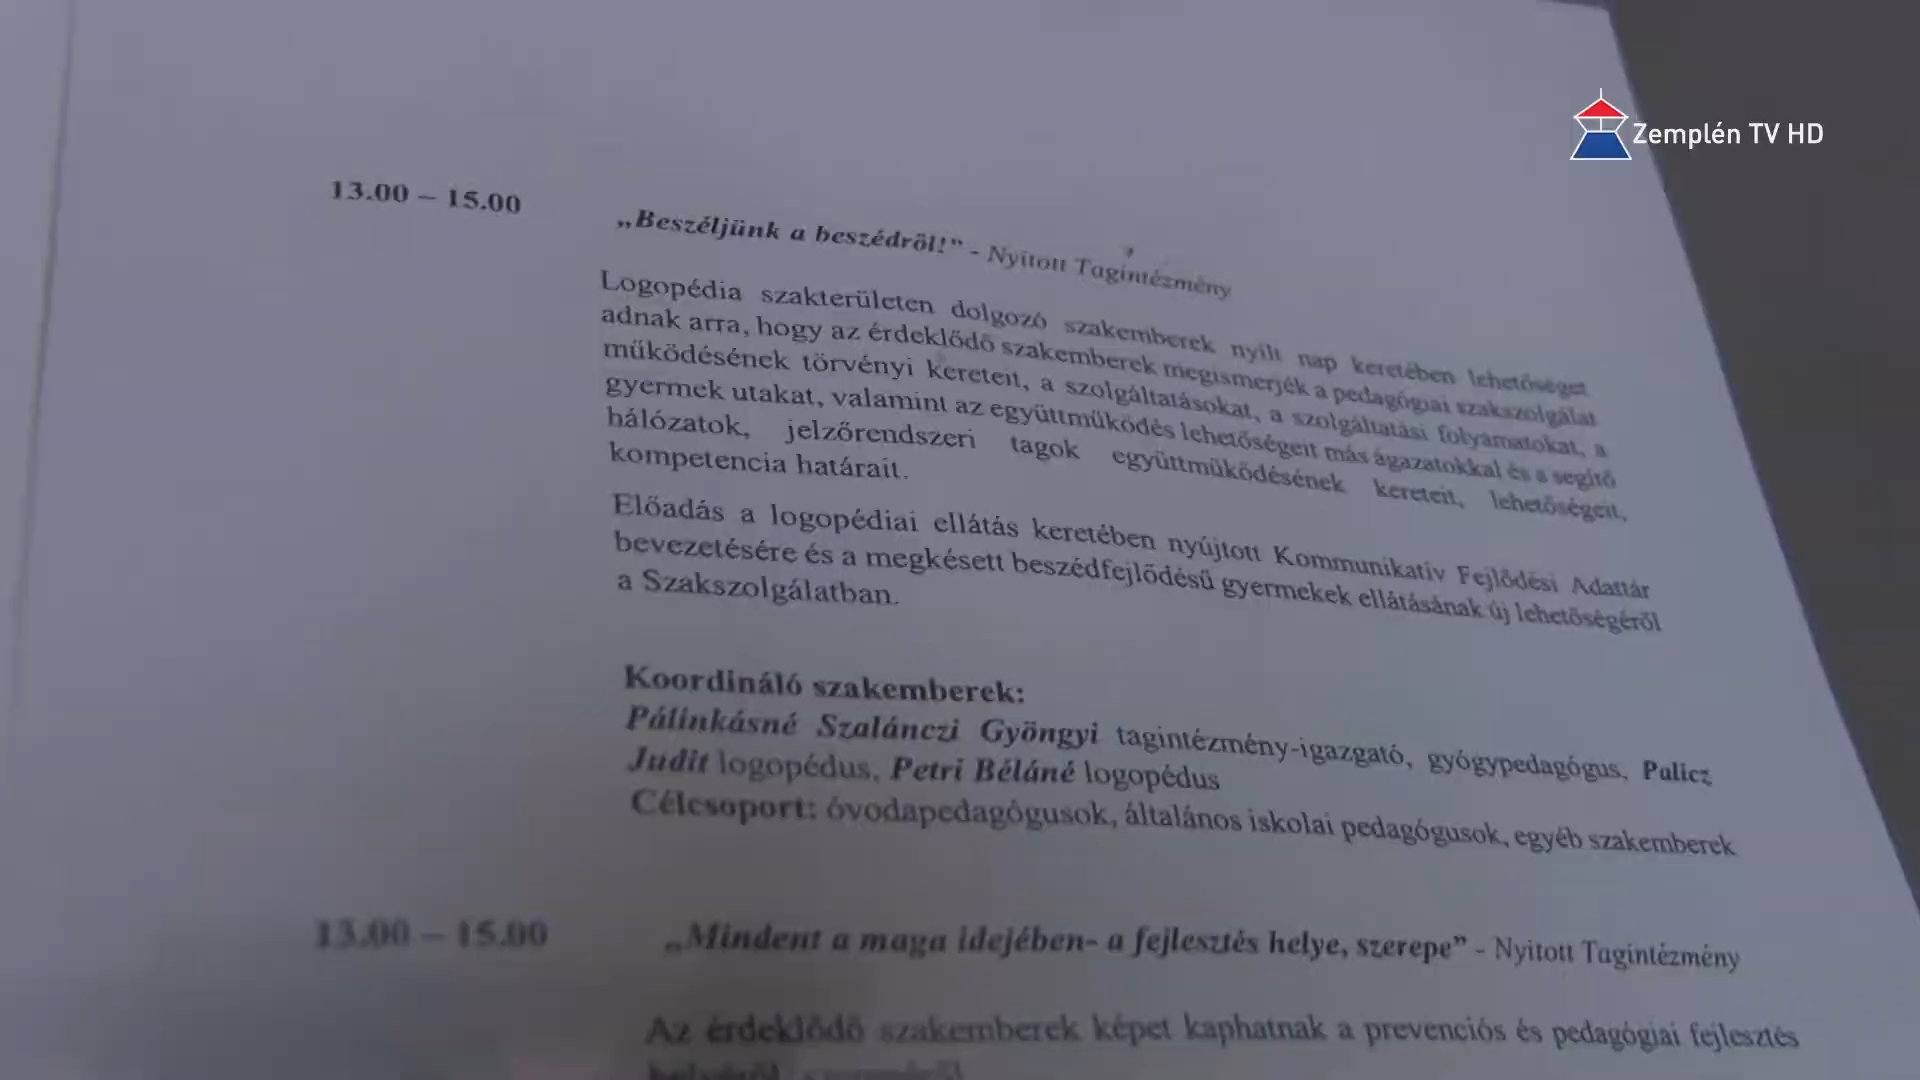 Zemplén TV HD
13.00 – 15.00
„Beszéljünk a beszédről!” - Nyitott Tagintézmény
Logopédia szakterületen dolgozó szakemberek nyílt nap keretében lehetőséget
adnak arra, hogy az érdeklődő szakemberek megismerjék a pedagógiai szakszolgálat
működésének törvényi kereteit, a szolgáltatásokat, a szolgáltatási folyamatokat, a
gyermek utakat, valamint az együttműködés lehetőségeit más ágazatokkal és a segítő
hálózatok, jelzőrendszeri tagok együttműködésének kereteit, lehetőségeit,
kompetencia határait.
Előadás a logopédiai ellátás keretében nyújtott Kommunikatív Fejlődési Adattár
bevezetésére és a megkésett beszédfejlődésű gyermekek ellátásának új lehetőségéről
a Szakszolgálatban.
Koordináló szakemberek:
Pálinkásné Szalánczi Gyöngyi tagintézmény-igazgató, gyógypedagógus, Palicz
Judit logopédus, Petri Béláné logopédus
Célcsoport: óvodapedagógusok, általános iskolai pedagógusok, egyéb szakemberek
13.00 – 15.00
„Mindent a maga idejében- a fejlesztés helye, szerepe” - Nyitott Tagintézmény
Az érdeklődő szakemberek képet kaphatnak a prevenciós és pedagógiai fejlesztés